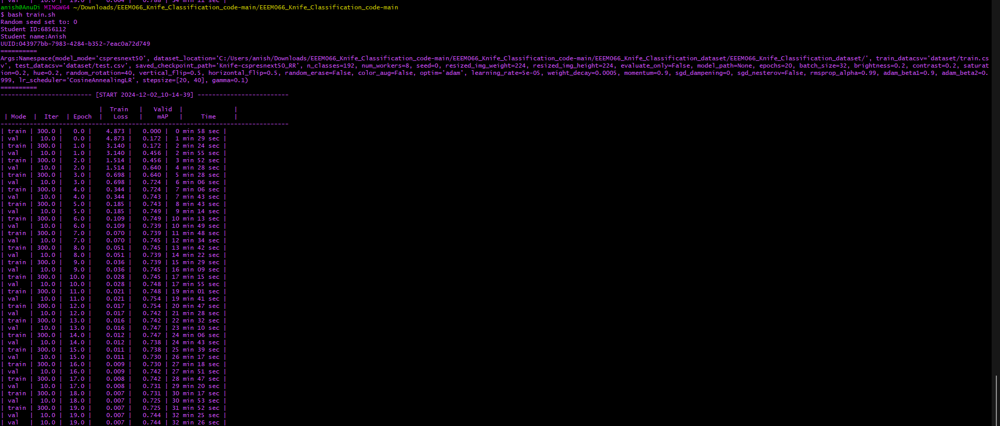 | val   |  10.0 |  19.0 |    0.004 |    0.788 | 34 min 11 sec |
anish@AnuDi MINGW64 ~/Downloads/EEEM066_Knife_Classification_code-main/EEEM066_Knife_Classification_code-main
$ bash train.sh
Random seed set to: 0
Student ID:6856112
Student name:Anish
UUID:043977bb-7983-4284-b352-7eac0a72d749
==========
Args:Namespace(model_mode='cspresnext50', dataset_location='C:/Users/anish/Downloads/EEEM066_Knife_Classification_code-main/EEEM066_Knife_Classification_code-main/EEEM066_Knife_Classification_dataset/EEEM066_Knife_Classification_dataset/', train_datacsv='dataset/train.cs
v', test_datacsv='dataset/test.csv', saved_checkpoint_path='Knife-cspresnext50_RR', n_classes=192, num_workers=8, seed=0, resized_img_weight=224, resized_img_height=224, evaluate_only=False, model_path=None, epochs=20, batch_size=32, brightness=0.2, contrast=0.2, saturat
ion=0.2, hue=0.2, random_rotation=40, vertical_flip=0.5, horizontal_flip=0.5, random_erase=False, color_aug=False, optim='adam', learning_rate=5e-05, weight_decay=0.0005, momentum=0.9, sgd_dampening=0, sgd_nesterov=False, rmsprop_alpha=0.99, adam_beta1=0.9, adam_beta2=0.
999, lr_scheduler='CosineAnnealingLR', stepsize=[20, 40], gamma=0.1)
==========
------------------------- [START 2024-12-02_10-14-39] -------------------------
                           |  Train   |   Valid  |              |
 | Mode  |  Iter  | Epoch  |   Loss   |    mAP   |     Time     |
-------------------------------------------------------------------------------
| train | 300.0 |   0.0 |    4.873 |   0.000 |  0 min 58 sec |
| val   |  10.0 |   0.0 |    4.873 |   0.172 |  1 min 29 sec |
| train | 300.0 |   1.0 |    3.140 |   0.172 |  2 min 24 sec |
| val   |  10.0 |   1.0 |    3.140 |   0.456 |  2 min 55 sec |
| train | 300.0 |   2.0 |    1.514 |   0.456 |  3 min 52 sec |
| val   |  10.0 |   2.0 |    1.514 |   0.640 |  4 min 28 sec |
| train | 300.0 |   3.0 |    0.698 |   0.640 |  5 min 28 sec |
| val   |  10.0 |   3.0 |    0.698 |   0.724 |  6 min 06 sec |
| train | 300.0 |   4.0 |    0.344 |   0.724 |  7 min 06 sec |
| val   |  10.0 |   4.0 |    0.344 |   0.743 |  7 min 43 sec |
| train | 300.0 |   5.0 |    0.185 |   0.743 |  8 min 43 sec |
| val   |  10.0 |   5.0 |    0.185 |   0.749 |  9 min 14 sec |
| train | 300.0 |   6.0 |    0.109 |   0.749 | 10 min 13 sec |
| val   |  10.0 |   6.0 |    0.109 |   0.739 | 10 min 49 sec |
| train | 300.0 |   7.0 |    0.070 |   0.739 | 11 min 48 sec |
| val   |  10.0 |   7.0 |    0.070 |   0.745 | 12 min 34 sec |
| train | 300.0 |   8.0 |    0.051 |   0.745 | 13 min 42 sec |
| val   |  10.0 |   8.0 |    0.051 |   0.739 | 14 min 22 sec |
| train | 300.0 |   9.0 |    0.036 |   0.739 | 15 min 29 sec |
| val   |  10.0 |   9.0 |    0.036 |   0.745 | 16 min 09 sec |
| train | 300.0 |  10.0 |    0.028 |   0.745 | 17 min 15 sec |
| val   |  10.0 |  10.0 |    0.028 |   0.748 | 17 min 55 sec |
| train | 300.0 |  11.0 |    0.021 |   0.748 | 19 min 01 sec |
| val   |  10.0 |  11.0 |    0.021 |   0.754 | 19 min 41 sec |
| train | 300.0 |  12.0 |    0.017 |   0.754 | 20 min 47 sec |
| val   |  10.0 |  12.0 |    0.017 |   0.742 | 21 min 28 sec |
| train | 300.0 |  13.0 |    0.016 |   0.742 | 22 min 32 sec |
| val   |  10.0 |  13.0 |    0.016 |   0.747 | 23 min 10 sec |
| train | 300.0 |  14.0 |    0.012 |   0.747 | 24 min 06 sec |
| val   |  10.0 |  14.0 |    0.012 |   0.738 | 24 min 43 sec |
| train | 300.0 |  15.0 |    0.011 |   0.738 | 25 min 39 sec |
| val   |  10.0 |  15.0 |    0.011 |   0.730 | 26 min 17 sec |
| train | 300.0 |  16.0 |    0.009 |   0.730 | 27 min 18 sec |
| val   |  10.0 |  16.0 |    0.009 |   0.742 | 27 min 51 sec |
| train | 300.0 |  17.0 |    0.008 |   0.742 | 28 min 47 sec |
| val   |  10.0 |  17.0 |    0.008 |   0.731 | 29 min 20 sec |
| train | 300.0 |  18.0 |    0.007 |   0.731 | 30 min 17 sec |
| val   |  10.0 |  18.0 |    0.007 |   0.725 | 30 min 53 sec |
| train | 300.0 |  19.0 |    0.007 |   0.725 | 31 min 52 sec |
| val   |  10.0 |  19.0 |    0.007 |   0.744 | 32 min 25 sec |
| val   |  10.0 |  19.0 |    0.007 |   0.744 | 32 min 26 sec |